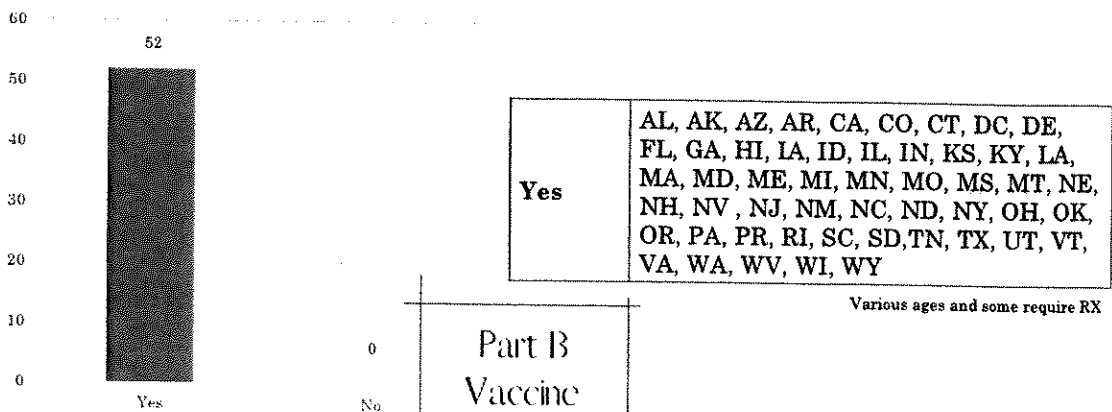 60
52
50
40
30
20
10
0
Yes
0
No
Yes
AL, AK, AZ, AR, CA, CO, CT, DC, DE,
FL, GA, HI, IA, ID, IL, IN, KS, KY, LA,
MA, MD, ME, MI, MN, MO, MS, MT, NE,
NH, NV , NJ, NM, NC, ND, NY, OH, OK,
OR, PA, PR, RI, SC, SD,TN, TX, UT, VT,
VA, WA, WV, WI, WY
Various ages and some require RX
Part B
Vaccine